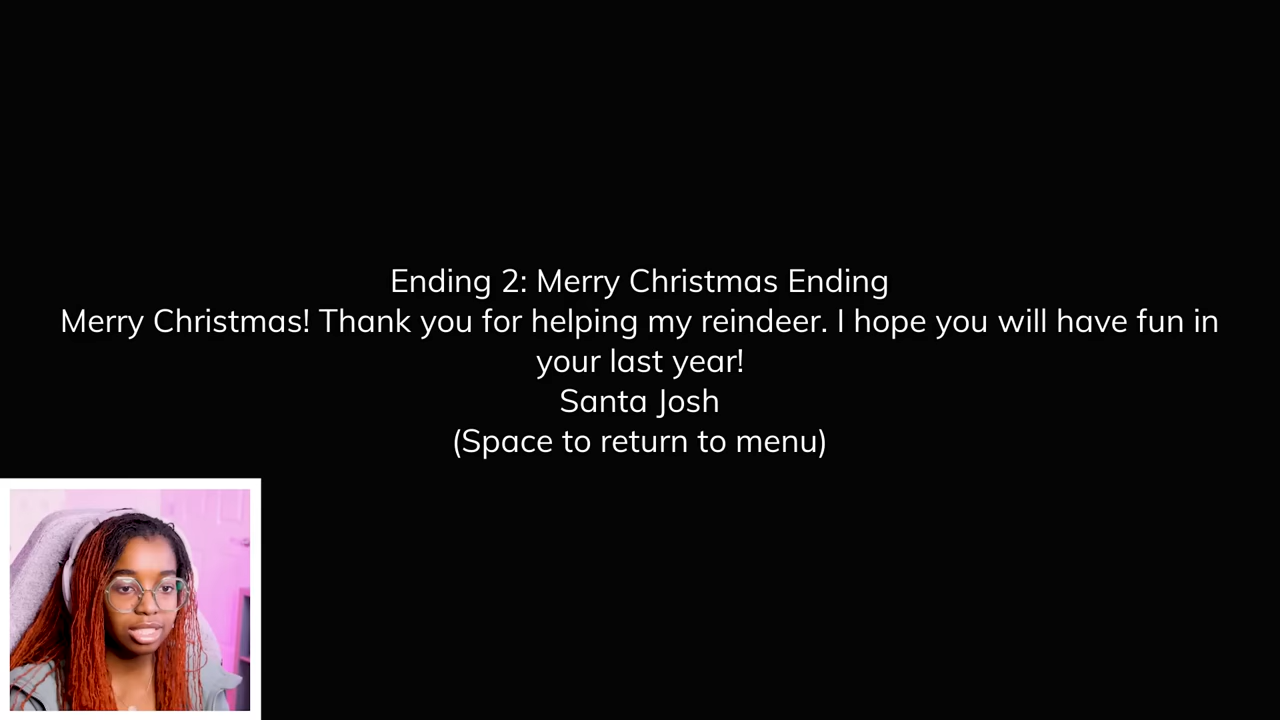 Ending 2: Merry Christmas Ending
Merry Christmas! Thank you for helping my reindeer. I hope you will have fun in
your last year!
Santa Josh
(Space to return to menu)